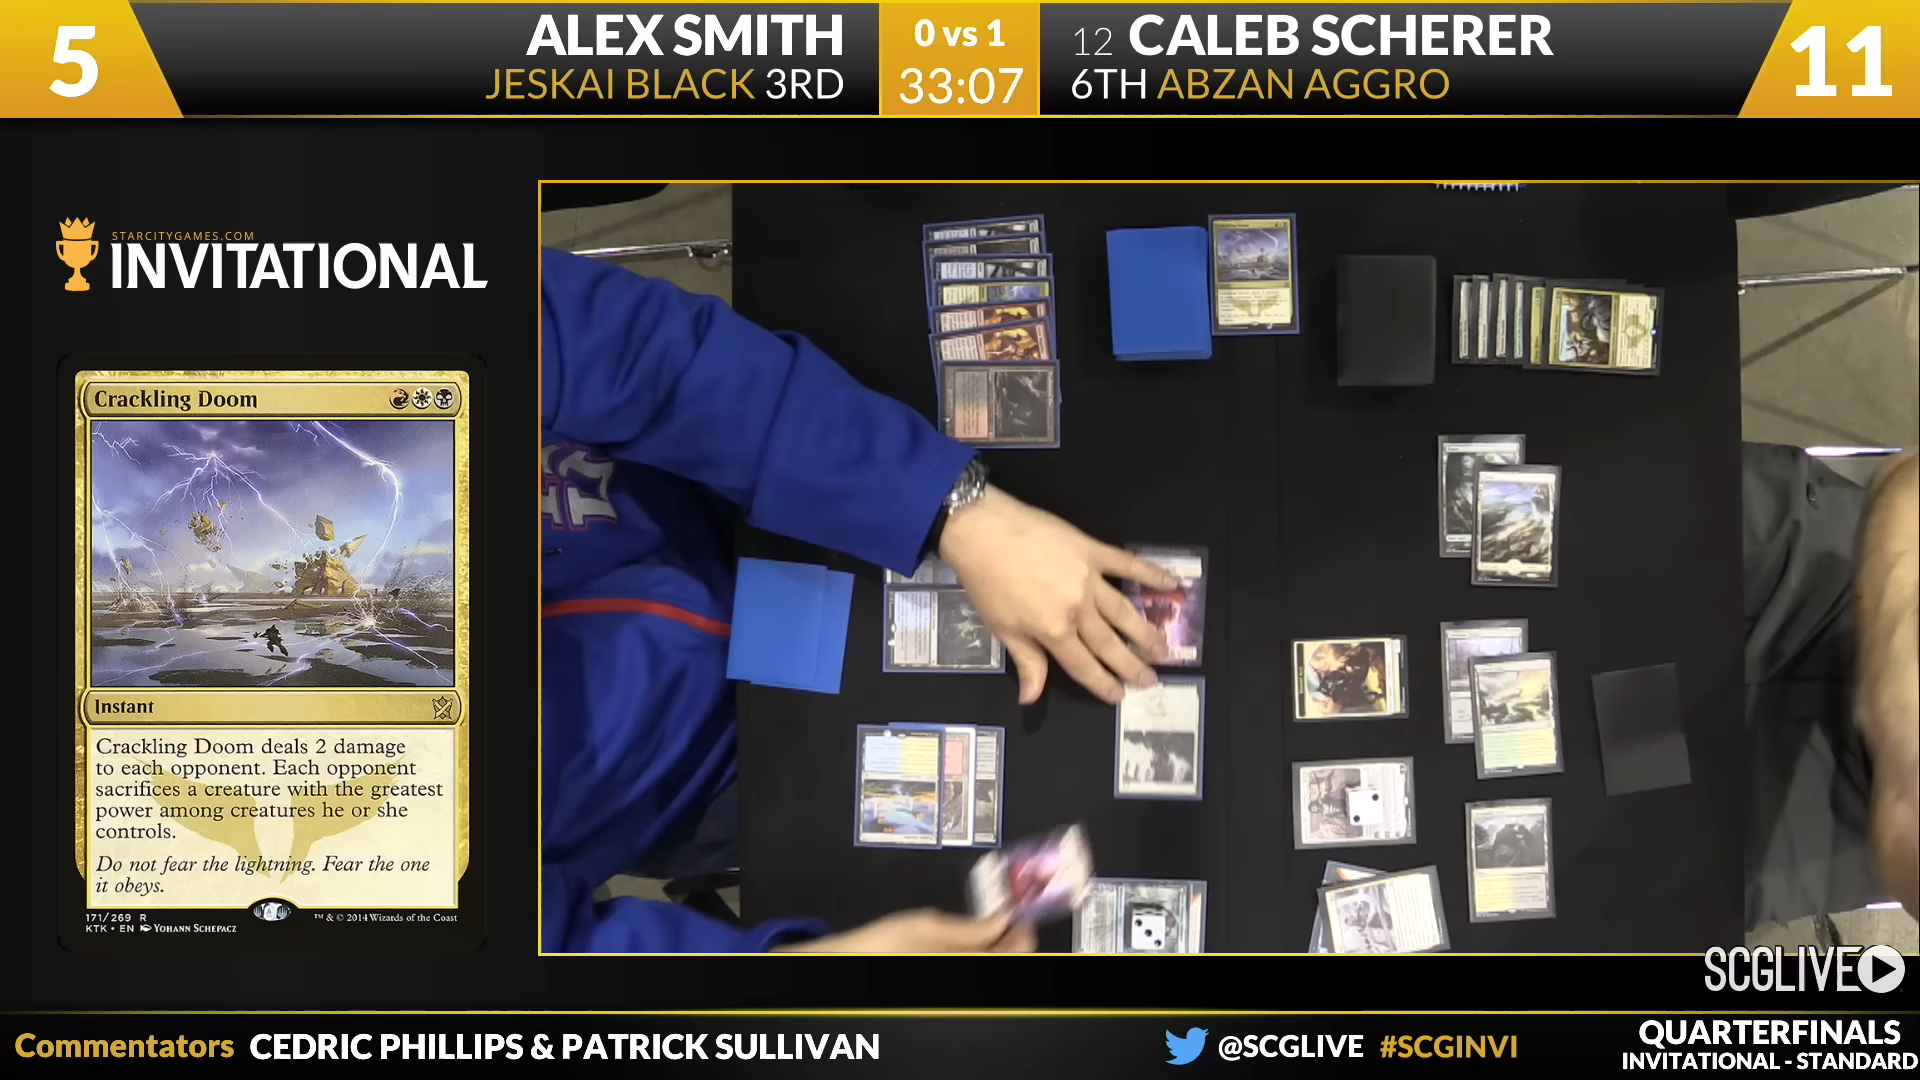 5
ALEX SMITH
JESKAI BLACK 3RD
0 vs 1
33:07
12 CALEB SCHERER
6TH ABZAN AGGRO
11
STARCITYGAMES.COM
INVITATIONAL
Crackling Doom
Instant
Crackling Doom deals 2 damage
to each opponent. Each opponent
sacrifices a creature with the greatest
power among creatures he or she
controls.
Do not fear the lightning. Fear the one
it obeys.
171/269 R
KTK • EN YOHANN SCHEPACZ
™ & © 2014 Wizards of the Coast
SCGLIVE
Commentators CEDRIC PHILLIPS & PATRICK SULLIVAN
@SCGLIVE #SCGINVI
QUARTERFINALS
INVITATIONAL - STANDARD